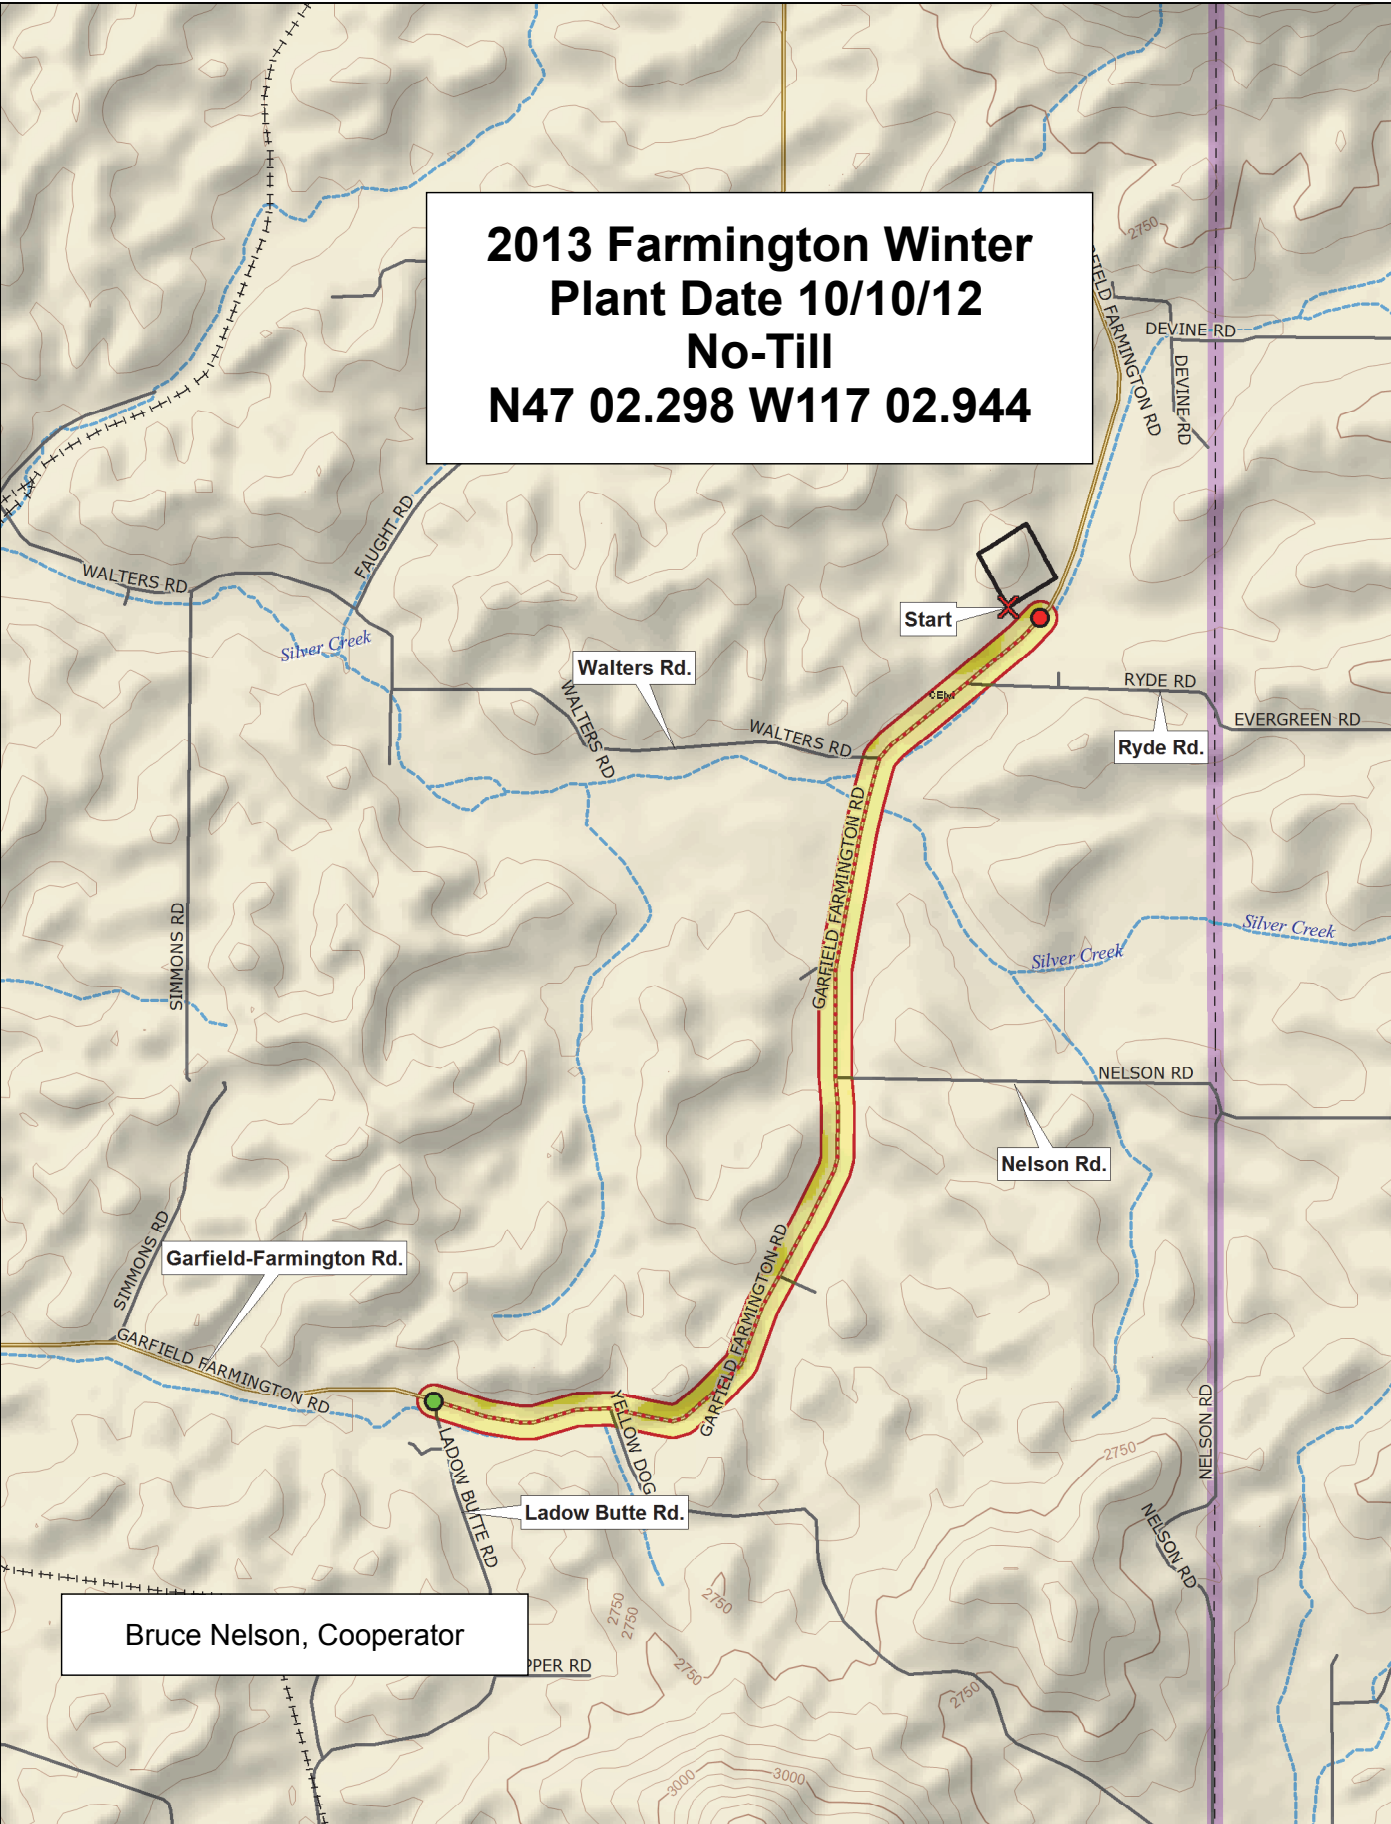 2013 Farmington Winter
Plant Date 10/10/12
No-Till
N47 02.298 W117 02.944
2750
FIELD FARMINGTON RD
DEVINE RD
DEVINE RD
FAUGHT RD
WALTERS RD
Silver Creek
Start
Walters Rd.
WALTERS RD
WALTERS RD
CEM
RYDE RD
EVERGREEN RD
Ryde Rd.
GARFIELD FARMINGTON RD
SIMMONS RD
Silver Creek
Silver Creek
NELSON RD
Nelson Rd.
SIMMONS RD
Garfield-Farmington Rd.
GARFIELD FARMINGTON RD
GARFIELD FARMINGTON RD
YELLOW DOG
LADOW BUTTE RD
Ladow Butte Rd.
NELSON RD
2750
NELSON RD
Bruce Nelson, Cooperator
PPER RD
2750
2750
2750
2750
2750
3000
3000